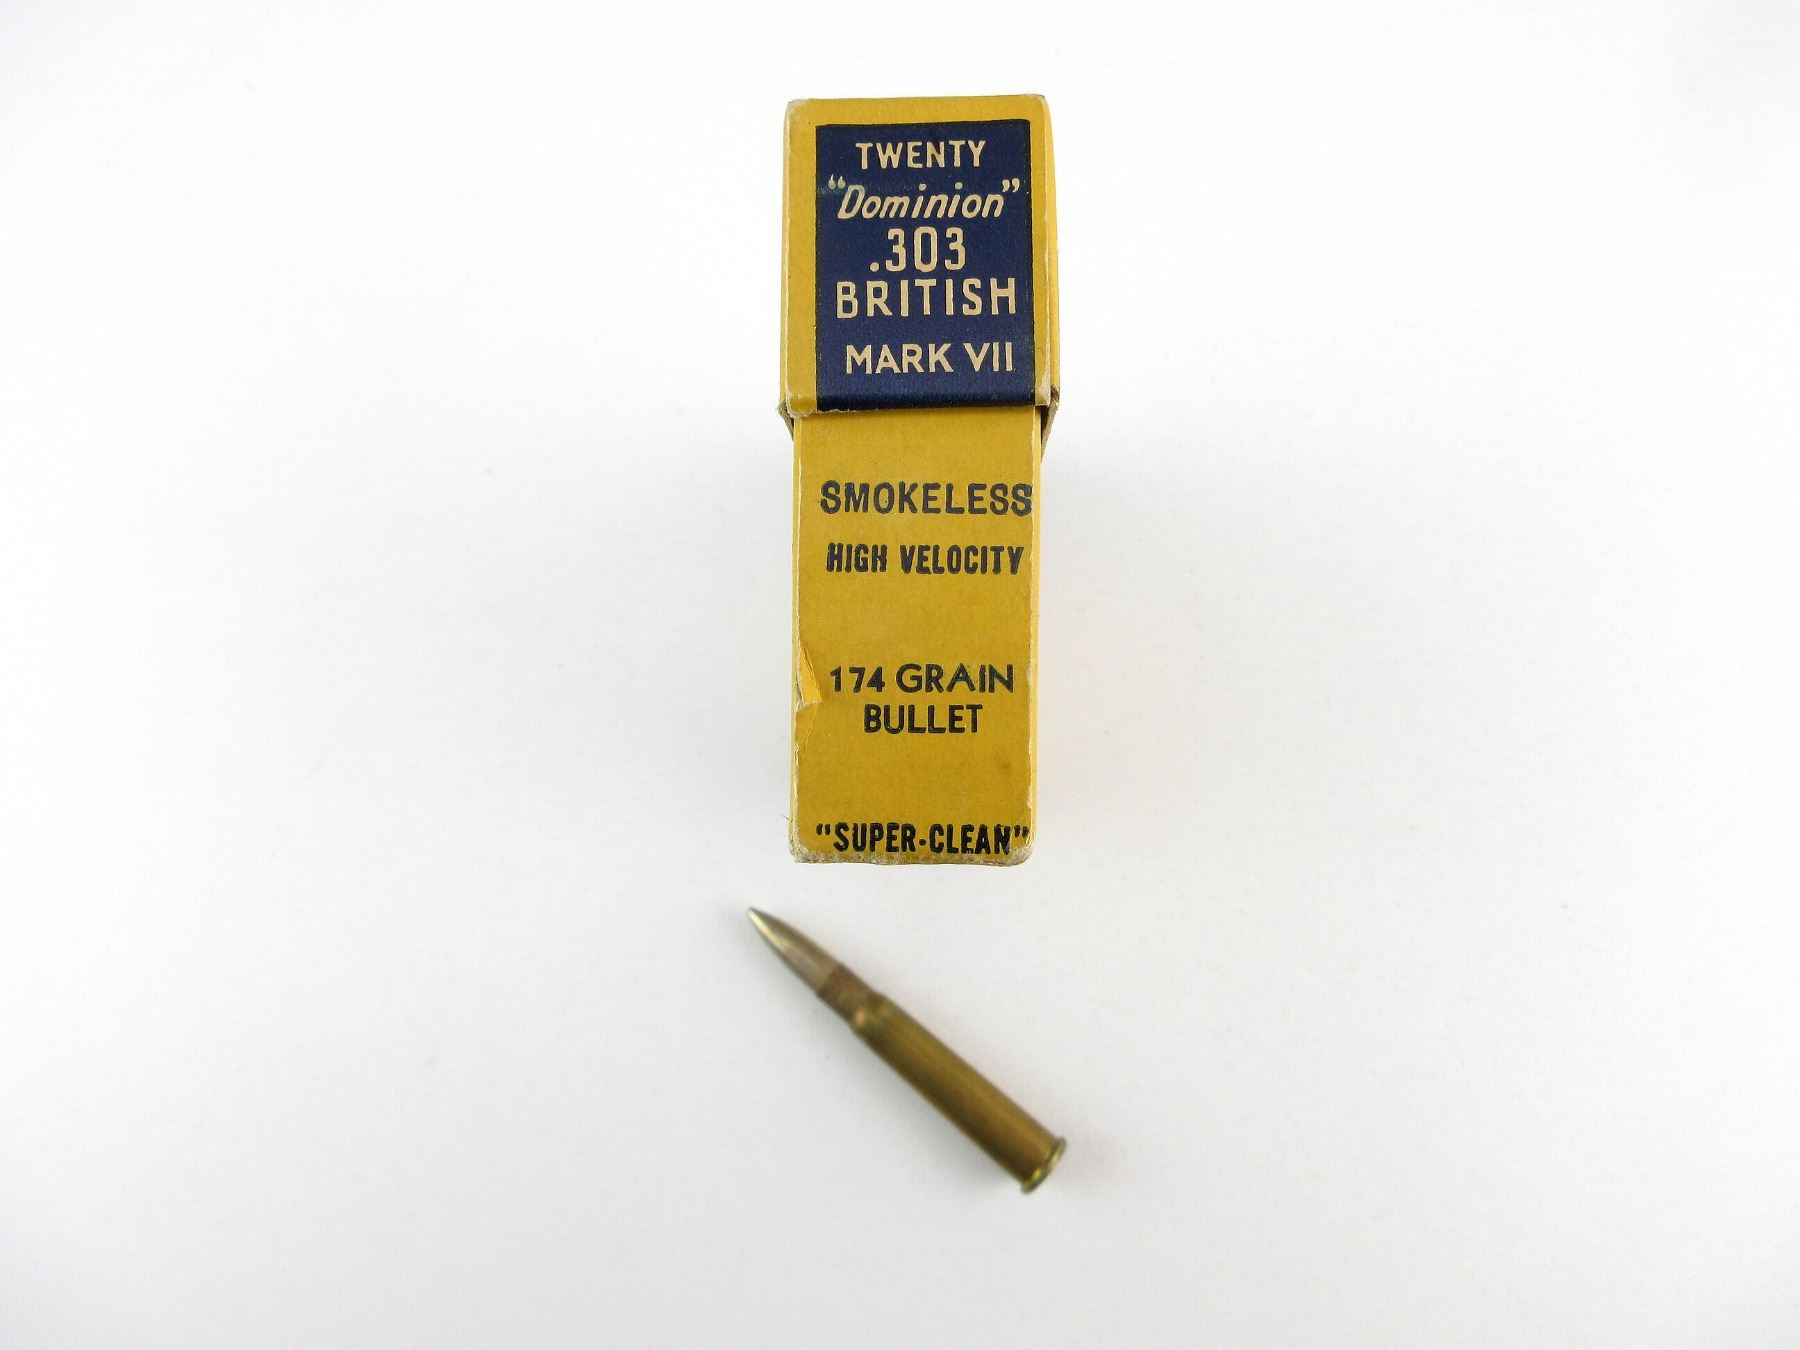 TWENTY
"Dominion"
.303
BRITISH
MARK VII
SMOKELESS
HIGH VELOCITY
174 GRAIN
BULLET
"SUPER-CLEAN"